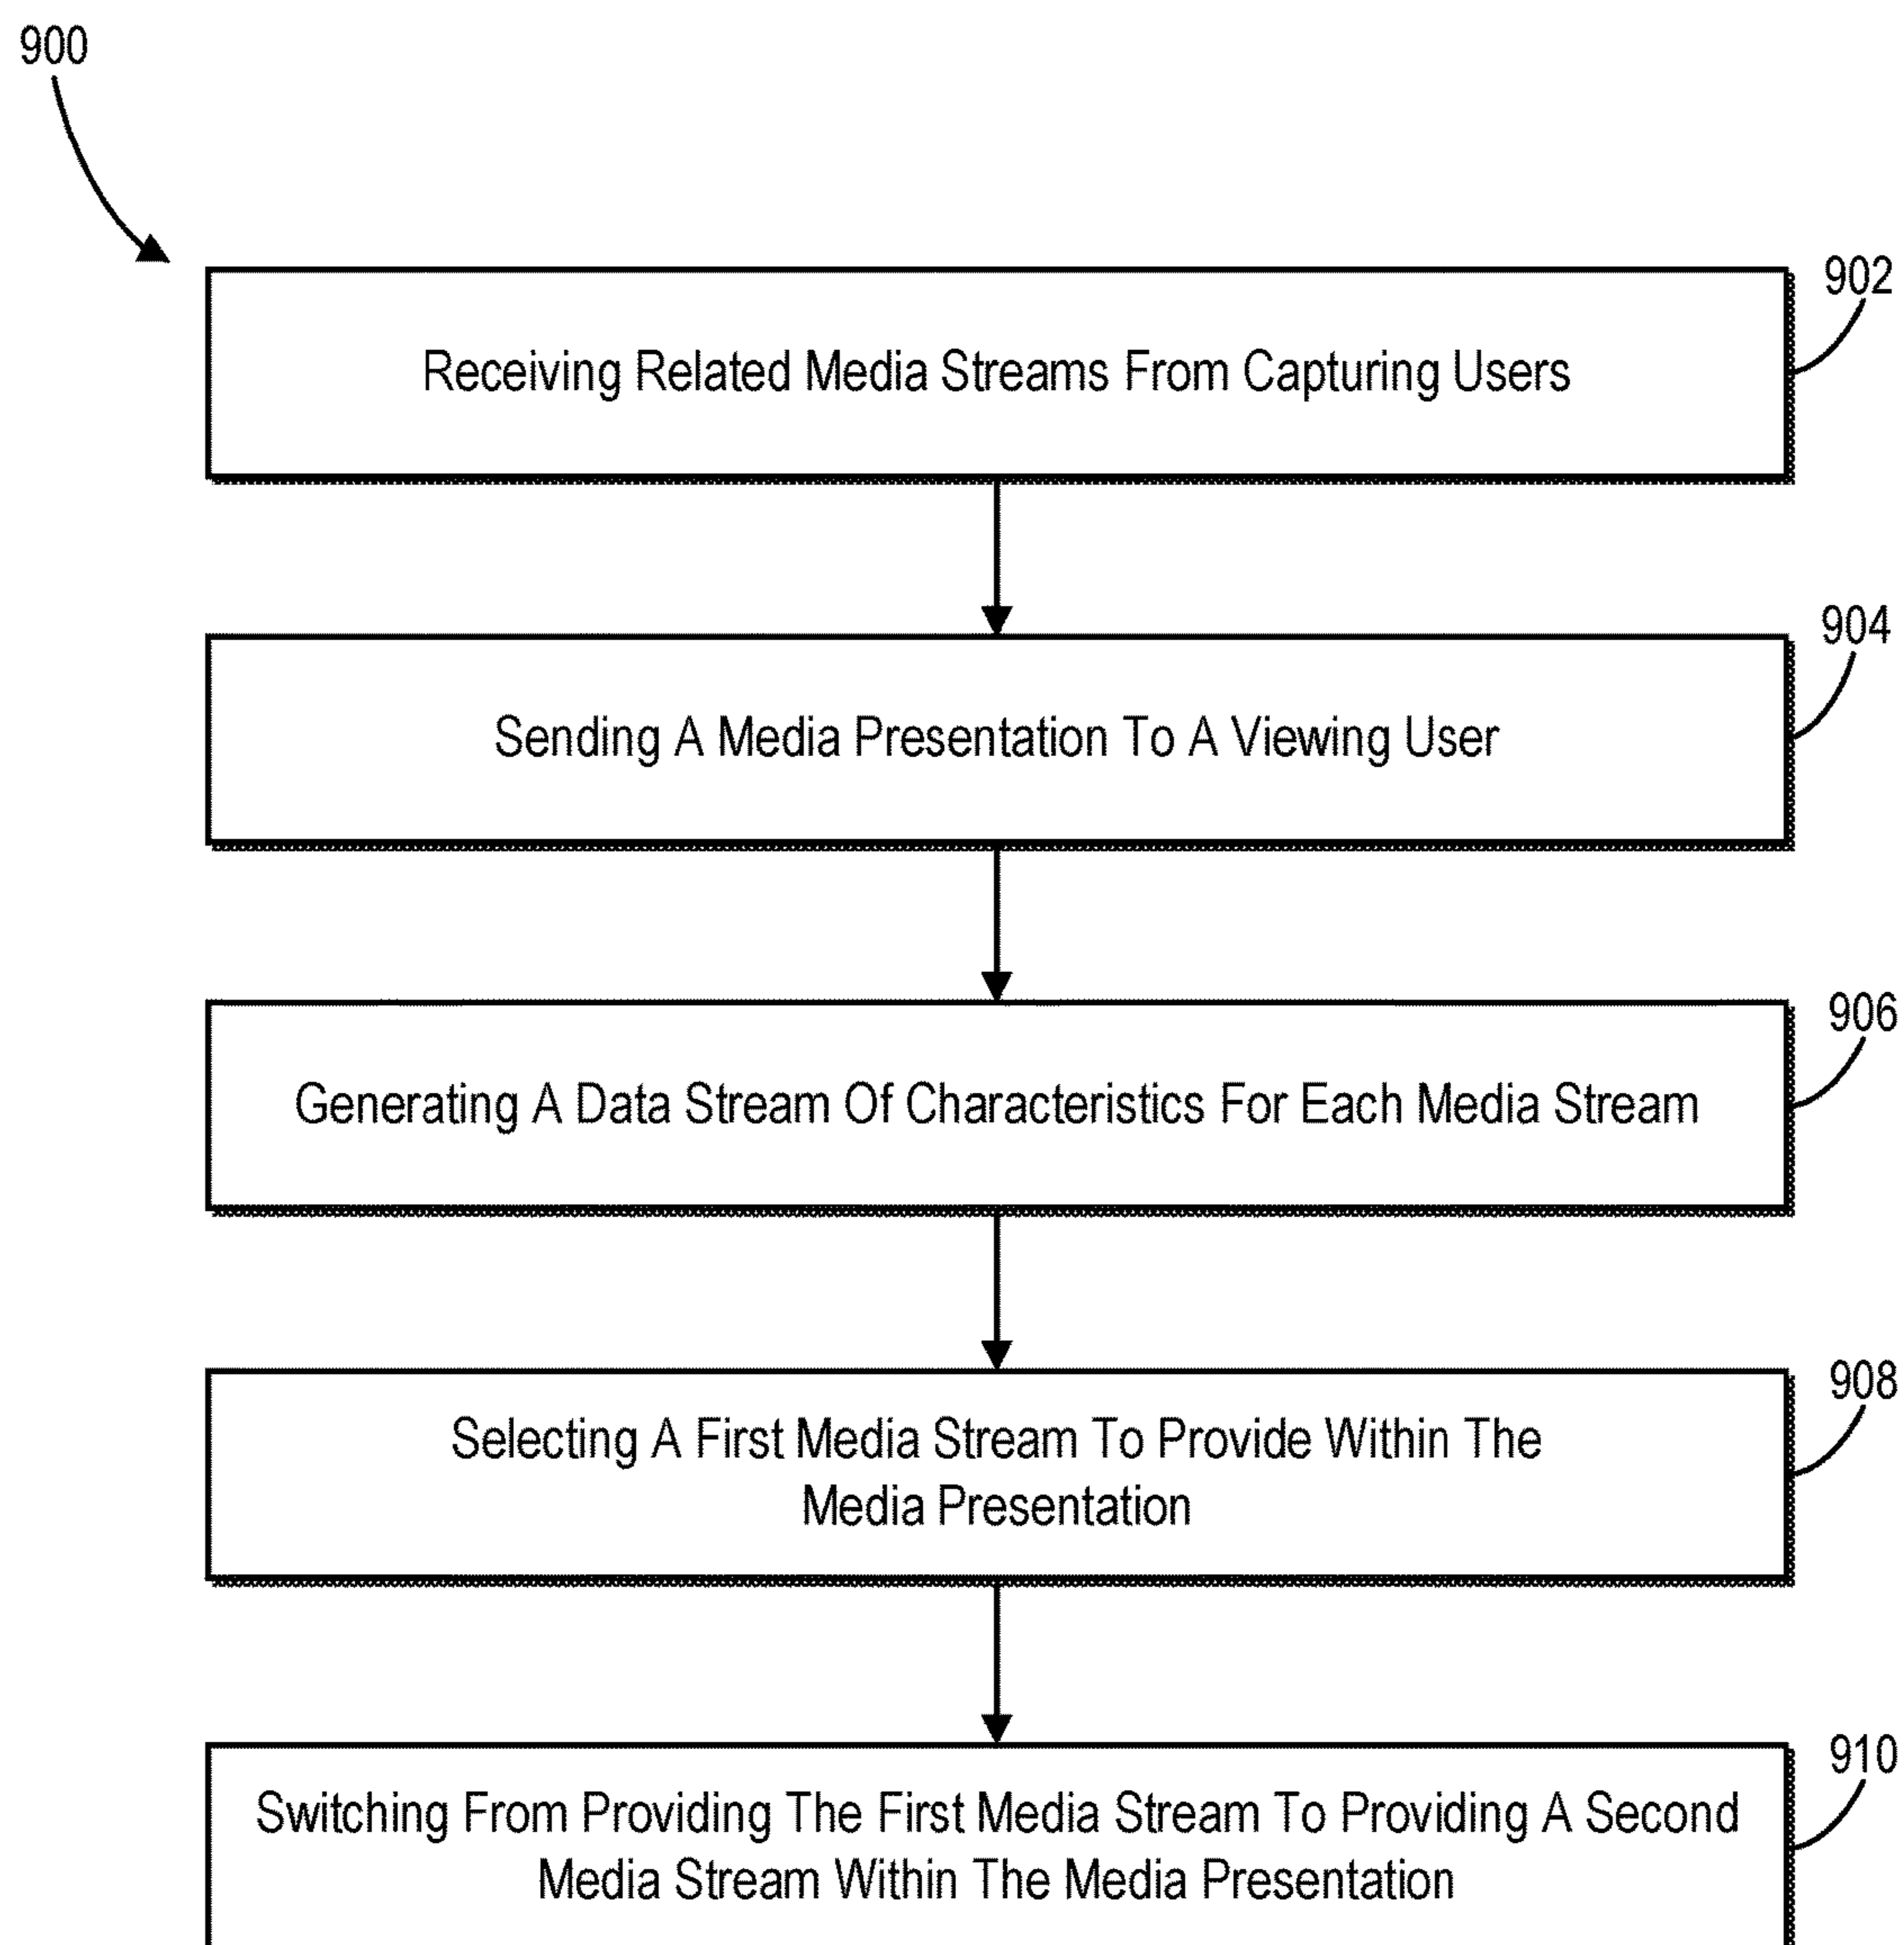 900
902
Receiving Related Media Streams From Capturing Users
904
Sending A Media Presentation To A Viewing User
906
Generating A Data Stream Of Characteristics For Each Media Stream
908
Selecting A First Media Stream To Provide Within The
Media Presentation
910
Switching From Providing The First Media Stream To Providing A Second
Media Stream Within The Media Presentation